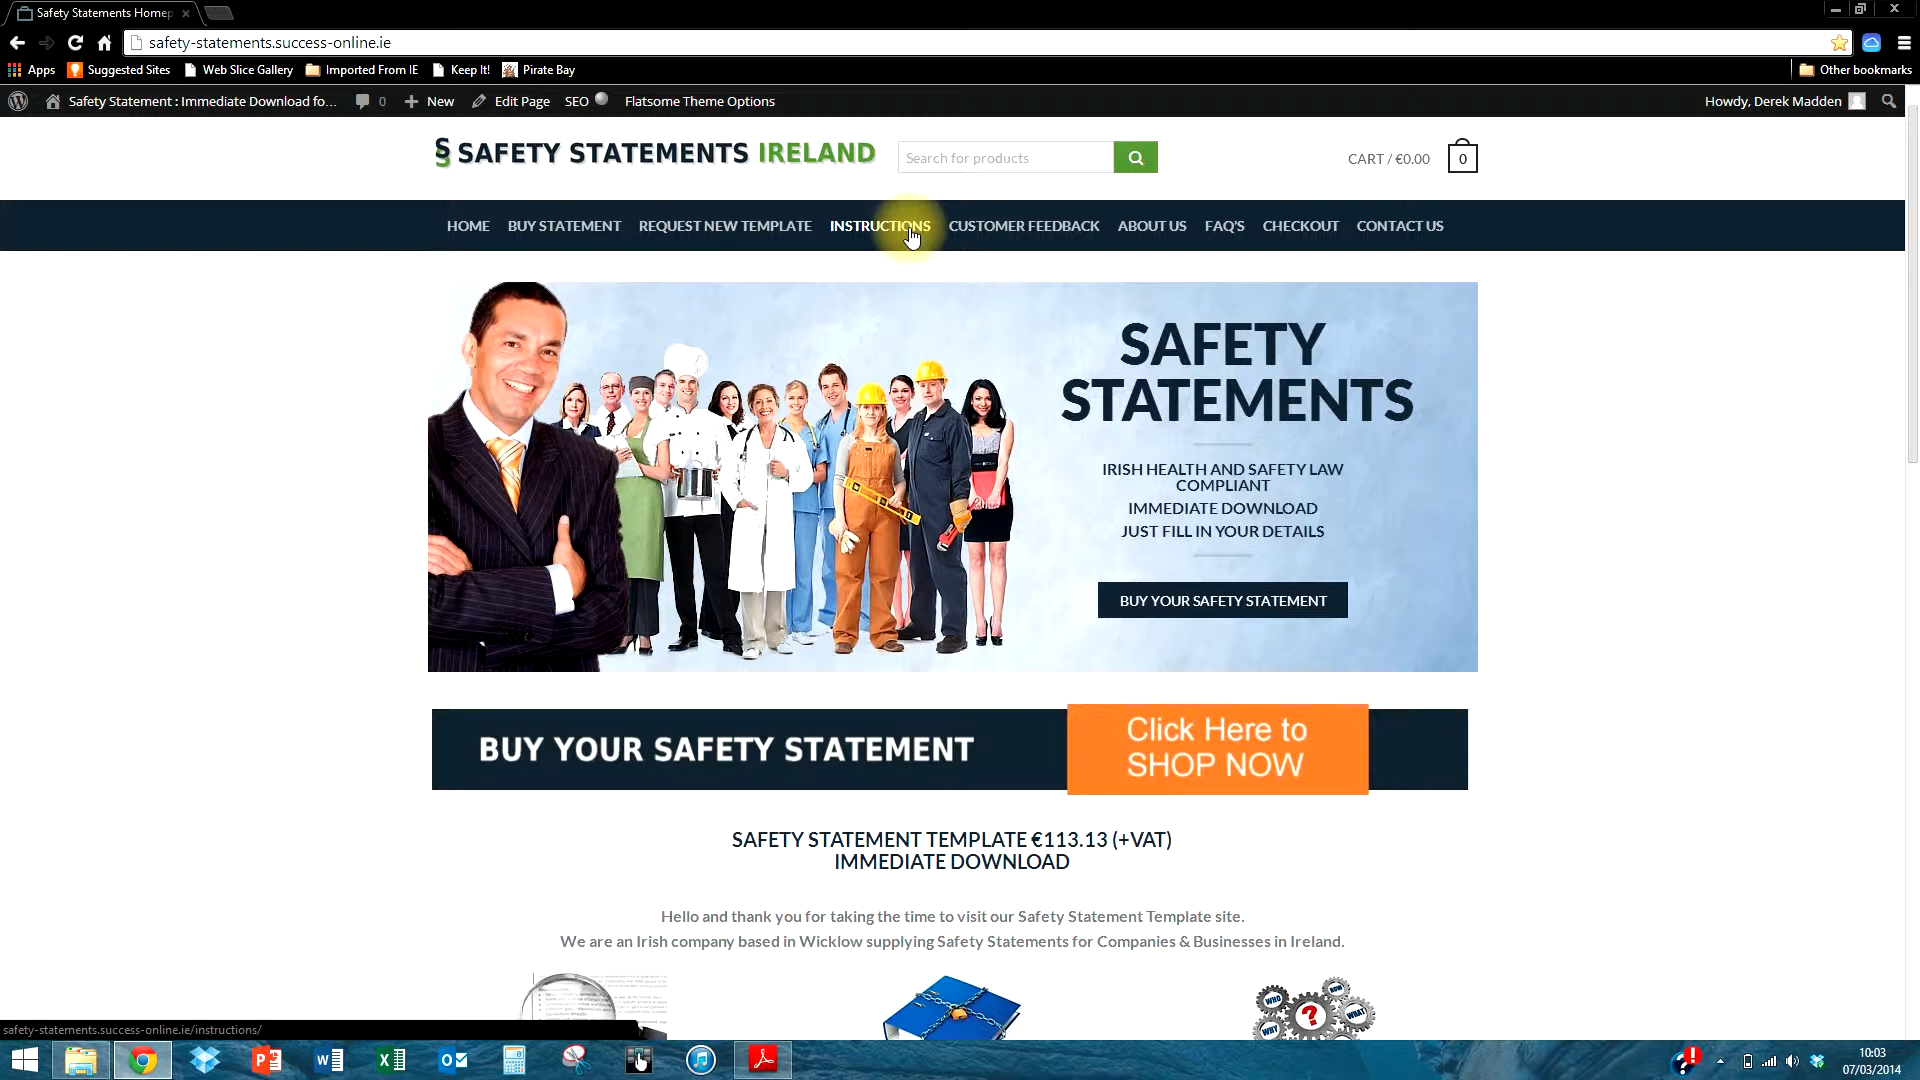 Safety Statements Homep
safety-statements.success-online.ie
Apps Suggested Sites Web Slice Gallery Imported From IE Keep It! Pirate Bay Other bookmarks
Safety Statement : Immediate Download fo... 0 New Edit Page SEO Flatsome Theme Options Howdy, Derek Madden
SAFETY STATEMENTS IRELAND
Search for products
CART / €0.00 0
HOME BUY STATEMENT REQUEST NEW TEMPLATE INSTRUCTIONS CUSTOMER FEEDBACK ABOUT US FAQ'S CHECKOUT CONTACT US
SAFETY
STATEMENTS
IRISH HEALTH AND SAFETY LAW
COMPLIANT
IMMEDIATE DOWNLOAD
JUST FILL IN YOUR DETAILS
BUY YOUR SAFETY STATEMENT
BUY YOUR SAFETY STATEMENT
Click Here to
SHOP NOW
SAFETY STATEMENT TEMPLATE €113.13 (+VAT)
IMMEDIATE DOWNLOAD
Hello and thank you for taking the time to visit our Safety Statement Template site.
We are an Irish company based in Wicklow supplying Safety Statements for Companies & Businesses in Ireland.
WHO HOW WHY ? WHAT
safety-statements.success-online.ie/instructions/
10:03
07/03/2014